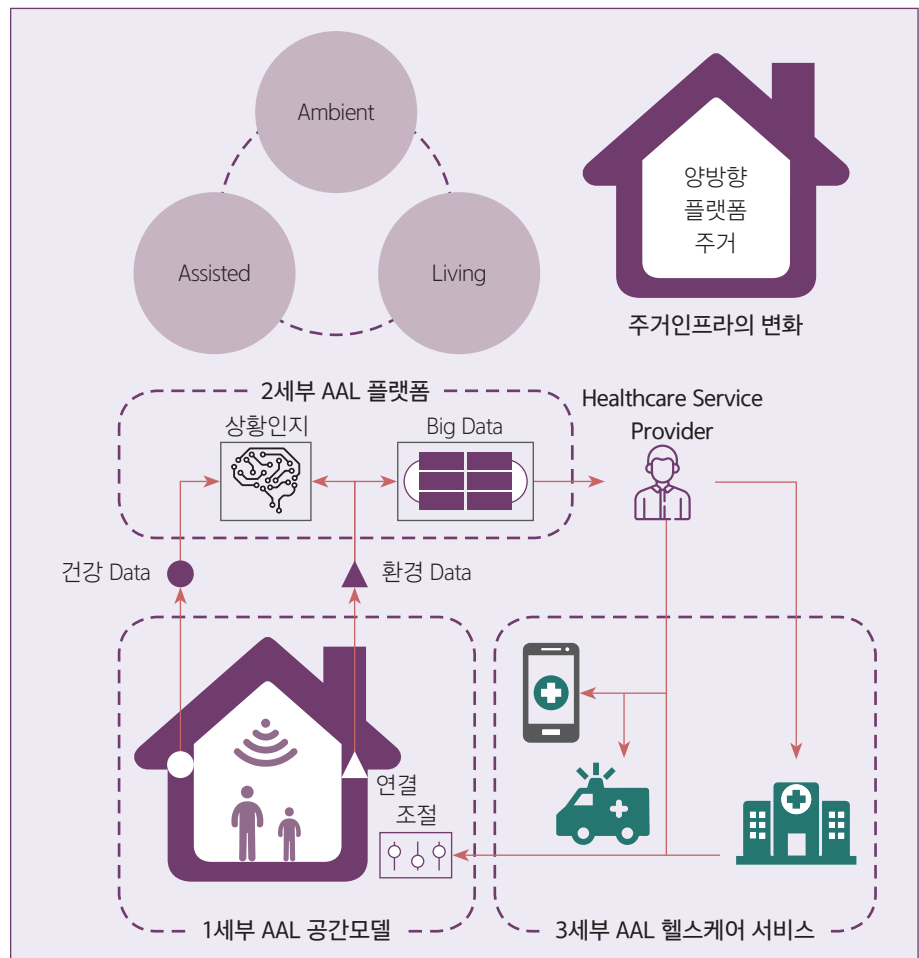 Ambient
Assisted
Living
양방향
플랫폼
주거
주거인프라의 변화
2세부 AAL 플랫폼
상황인지
Big Data
Healthcare Service
Provider
건강 Data
환경 Data
연결
조절
1세부 AAL 공간모델
3세부 AAL 헬스케어 서비스